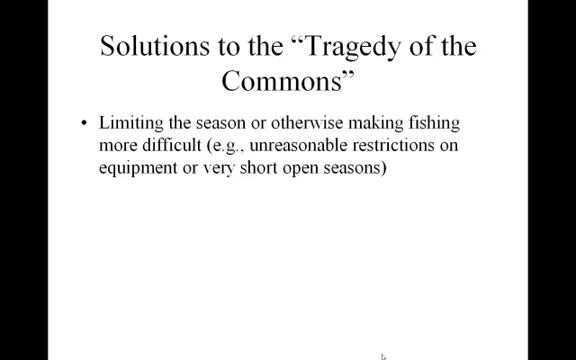 Solutions to the “Tragedy of the
Commons”
• Limiting the season or otherwise making fishing
more difficult (e.g., unreasonable restrictions on
equipment or very short open seasons)